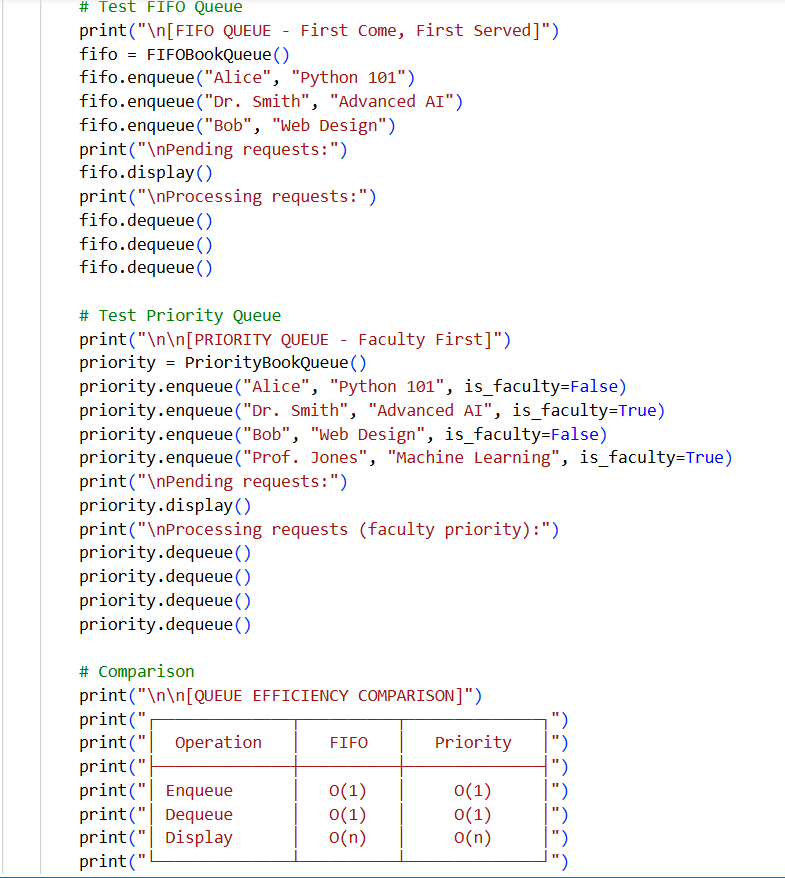 # Test FIFO Queue
print("\n[FIFO QUEUE - First Come, First Served]")
fifo = FIFOBookQueue()
fifo.enqueue("Alice", "Python 101")
fifo.enqueue("Dr. Smith", "Advanced AI")
fifo.enqueue("Bob", "Web Design")
print("\nPending requests:")
fifo.display()
print("\nProcessing requests:")
fifo.dequeue()
fifo.dequeue()
fifo.dequeue()

# Test Priority Queue
print("\n\n[PRIORITY QUEUE - Faculty First]")
priority = PriorityBookQueue()
priority.enqueue("Alice", "Python 101", is_faculty=False)
priority.enqueue("Dr. Smith", "Advanced AI", is_faculty=True)
priority.enqueue("Bob", "Web Design", is_faculty=False)
priority.enqueue("Prof. Jones", "Machine Learning", is_faculty=True)
print("\nPending requests:")
priority.display()
print("\nProcessing requests (faculty priority):")
priority.dequeue()
priority.dequeue()
priority.dequeue()
priority.dequeue()

# Comparison
print("\n\n[QUEUE EFFICIENCY COMPARISON]")
print("┌───────────────┬──────────┬──────────────┐")
print("│  Operation   │   FIFO   │   Priority   │")
print("├───────────────┼──────────┼──────────────┤")
print("│ Enqueue      │   O(1)   │     O(1)     │")
print("│ Dequeue      │   O(1)   │     O(1)     │")
print("│ Display      │   O(n)   │     O(n)     │")
print("└───────────────┴──────────┴──────────────┘")